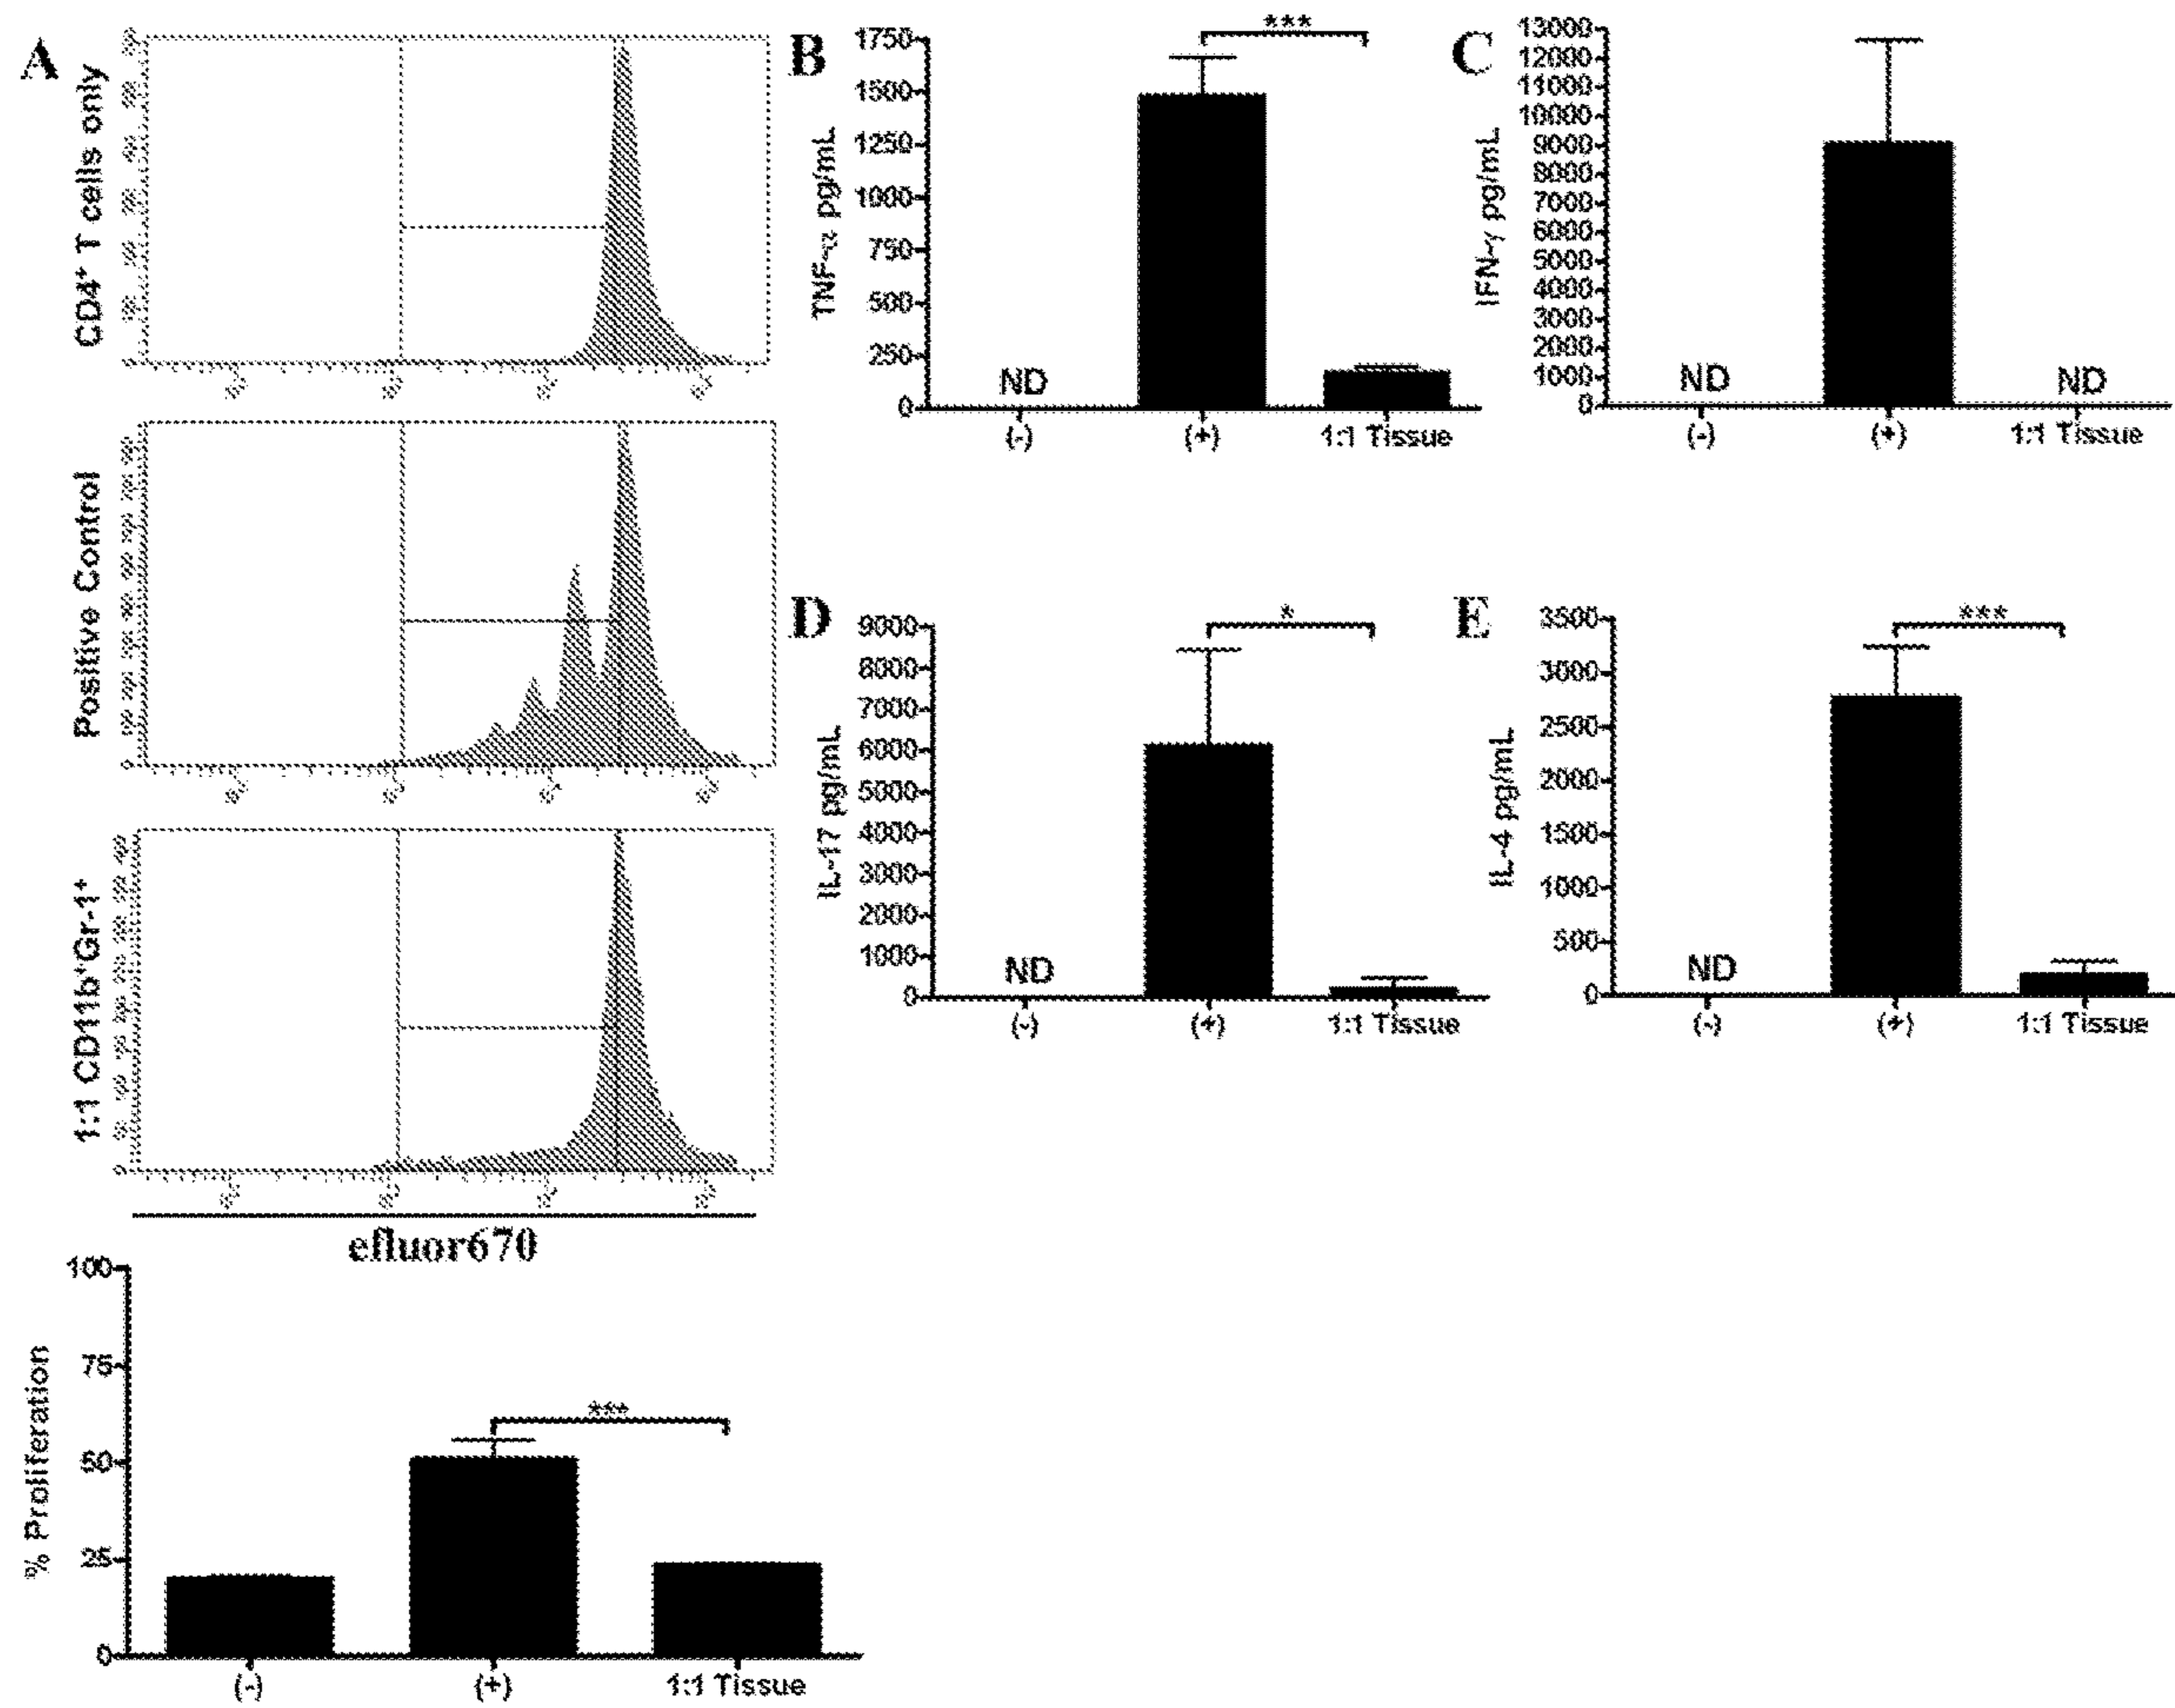 A
CD4+ T cells only
Positive Control
1:1 CD11b+Gr-1+
efluor670
100
75
50
25
0
% Proliferation
***
(-)
(+)
1:1 Tissue
B
1750
1500
1250
1000
750
500
250
0
TNF-α pg/mL
***
ND
(-)
(+)
1:1 Tissue
C
13000
12000
11000
10000
9000
8000
7000
6000
5000
4000
3000
2000
1000
0
IFN-γ pg/mL
ND
ND
(-)
(+)
1:1 Tissue
D
9000
8000
7000
6000
5000
4000
3000
2000
1000
0
IL-17 pg/mL
*
ND
(-)
(+)
1:1 Tissue
E
3500
3000
2500
2000
1500
1000
500
0
IL-4 pg/mL
***
ND
(-)
(+)
1:1 Tissue